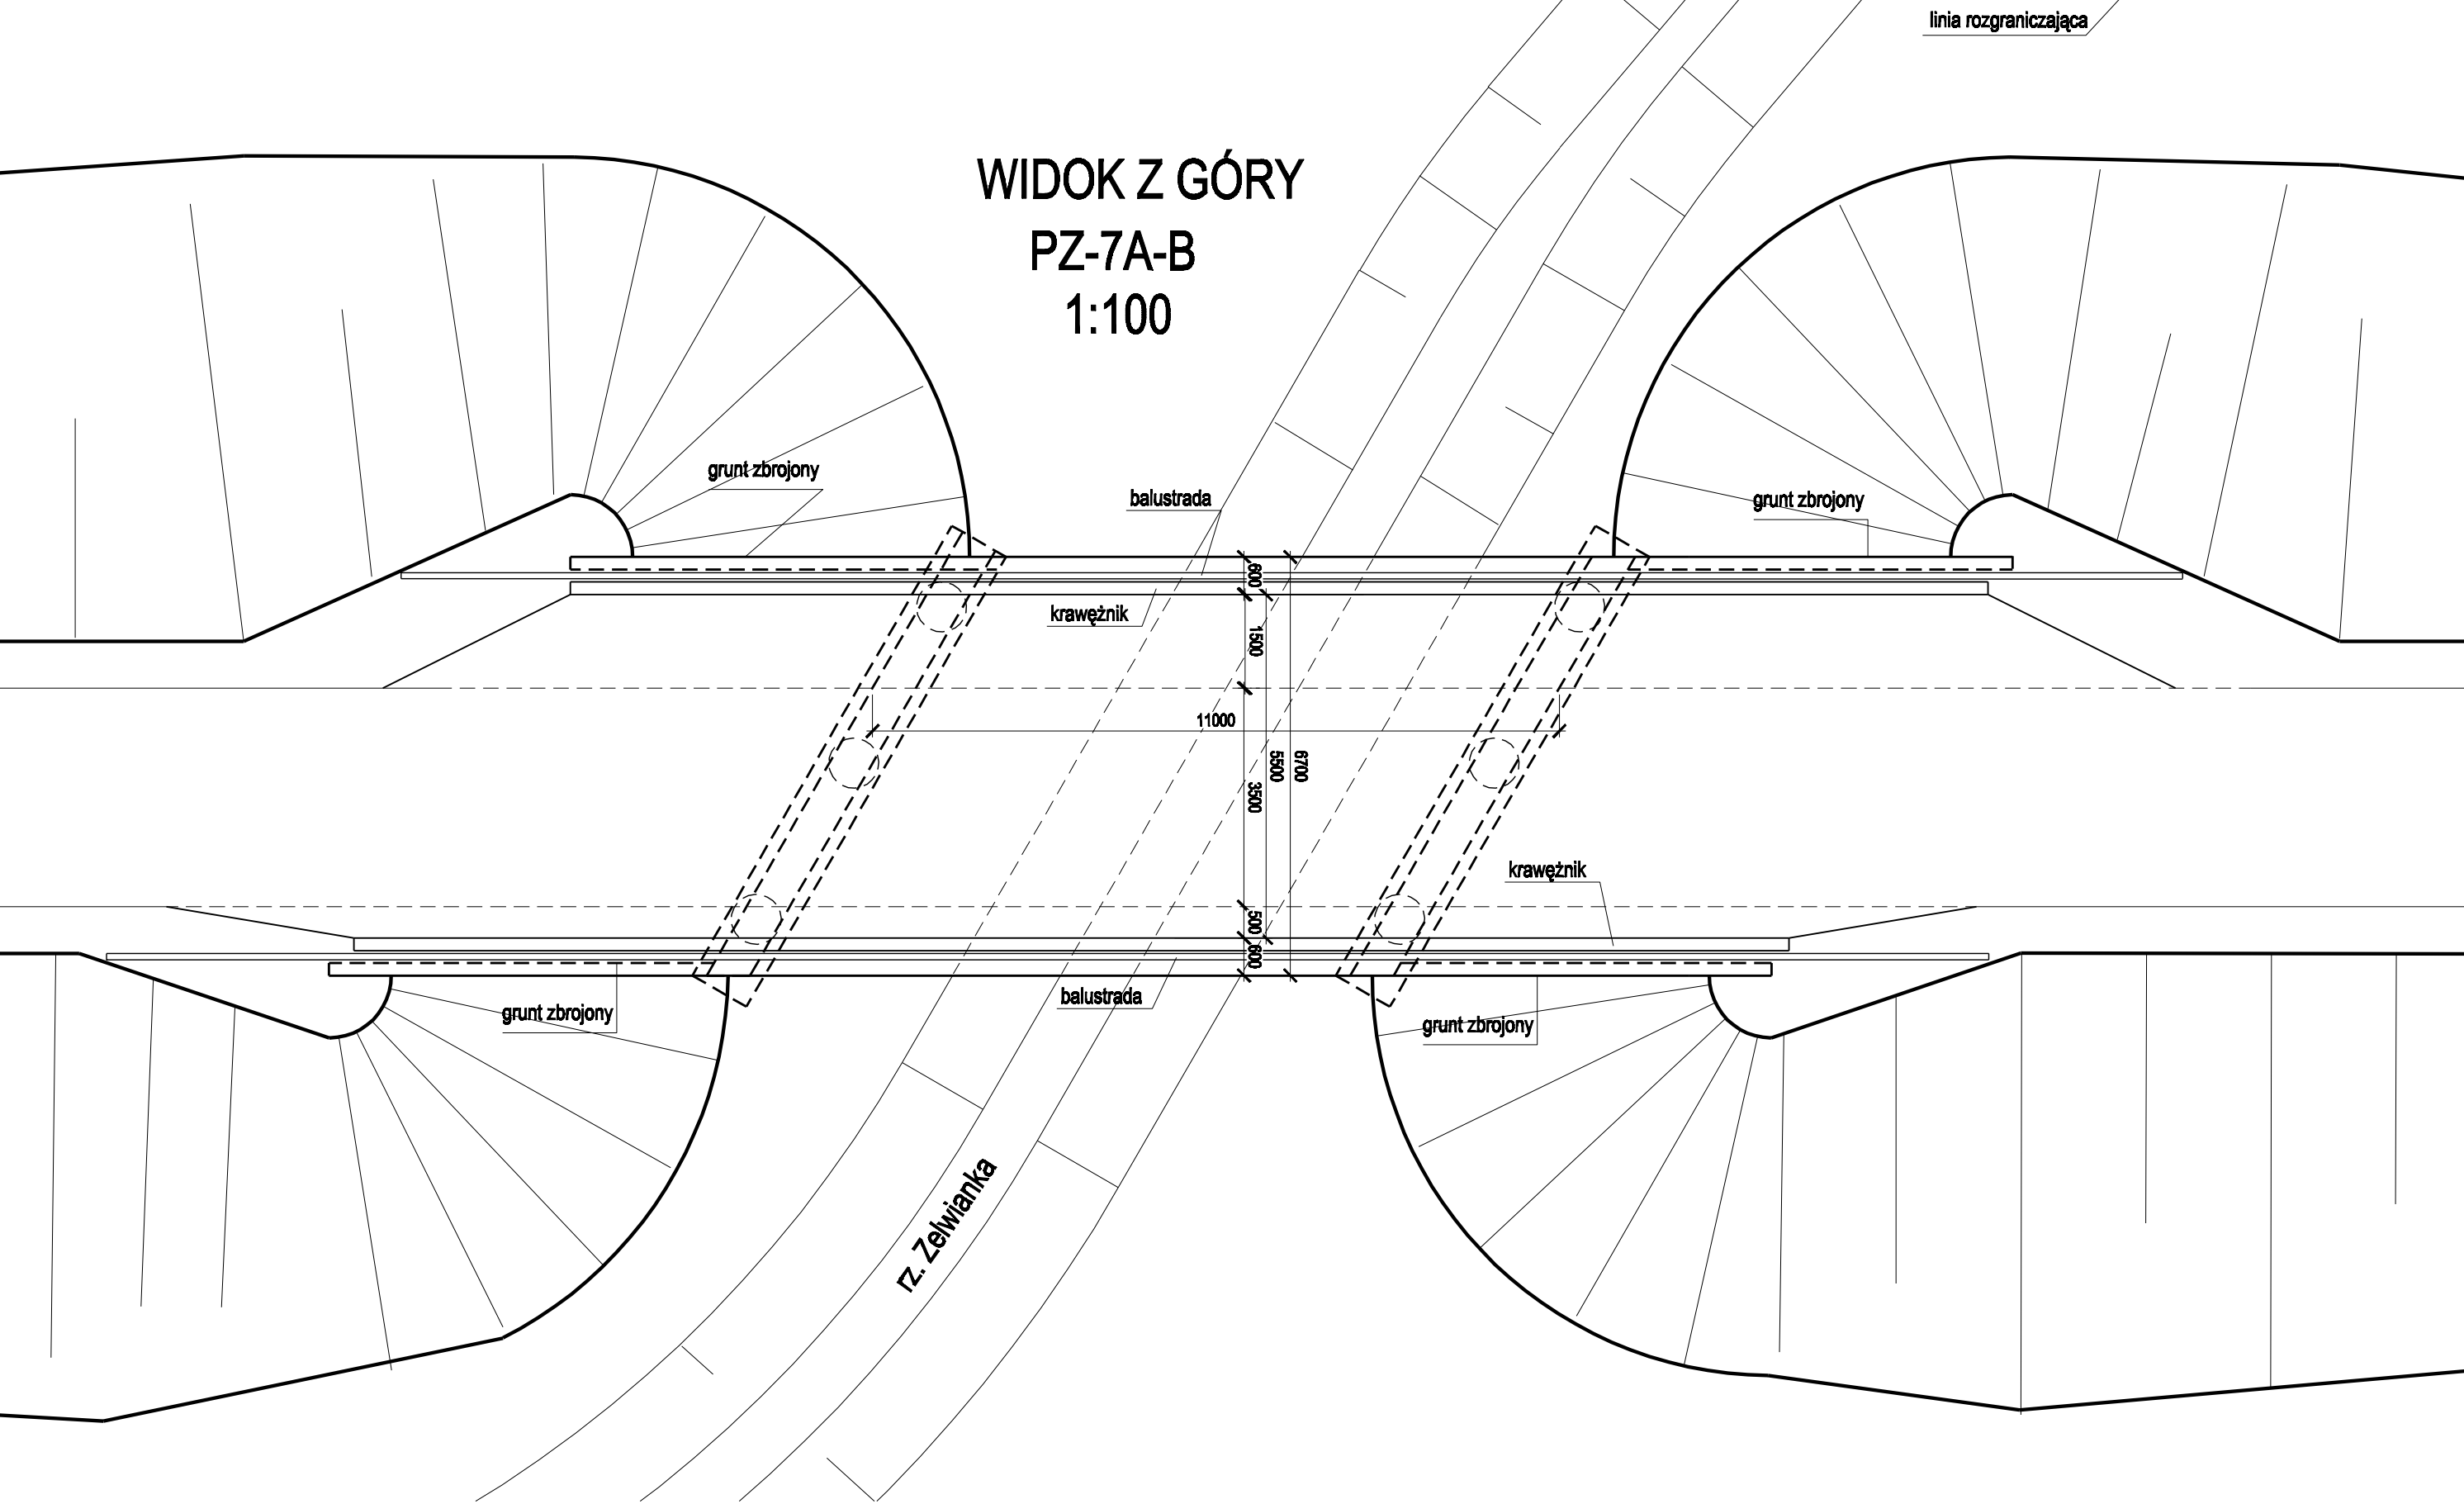 linia rozgraniczająca
WIDOK Z GÓRY
PZ-7A-B
1:100
grunt zbrojony
balustrada
grunt zbrojony
600
krawężnik
1500
11000
6700
5500
3500
krawężnik
500
600
balustrada
grunt zbrojony
grunt zbrojony
rz. Zelwianka